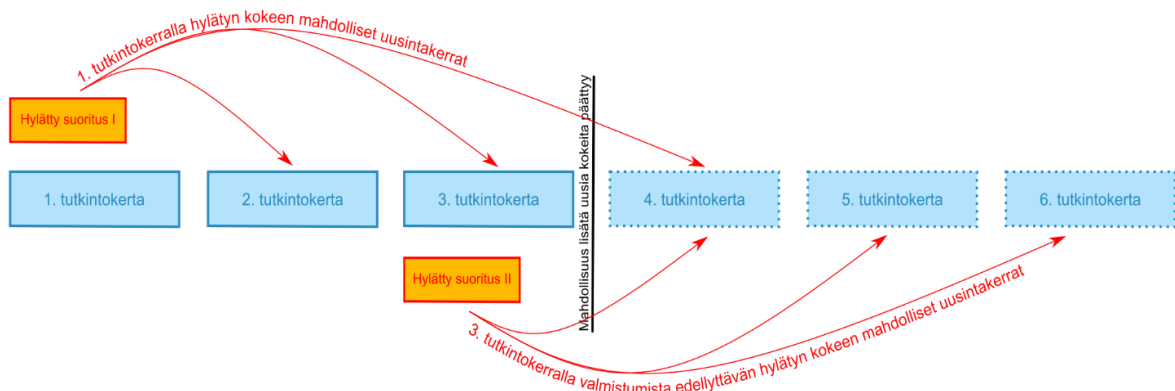 1. tutkintokerralla hylätyn kokeen mahdolliset uusintakerrat
Hylätty suoritus I
Mahdollisuus lisätä uusia kokeita päättyy
1. tutkintokerta
2. tutkintokerta
3. tutkintokerta
4. tutkintokerta
5. tutkintokerta
6. tutkintokerta
Hylätty suoritus II
3. tutkintokerralla valmistumista edellyttävän hylätyn kokeen mahdolliset uusintakerrat